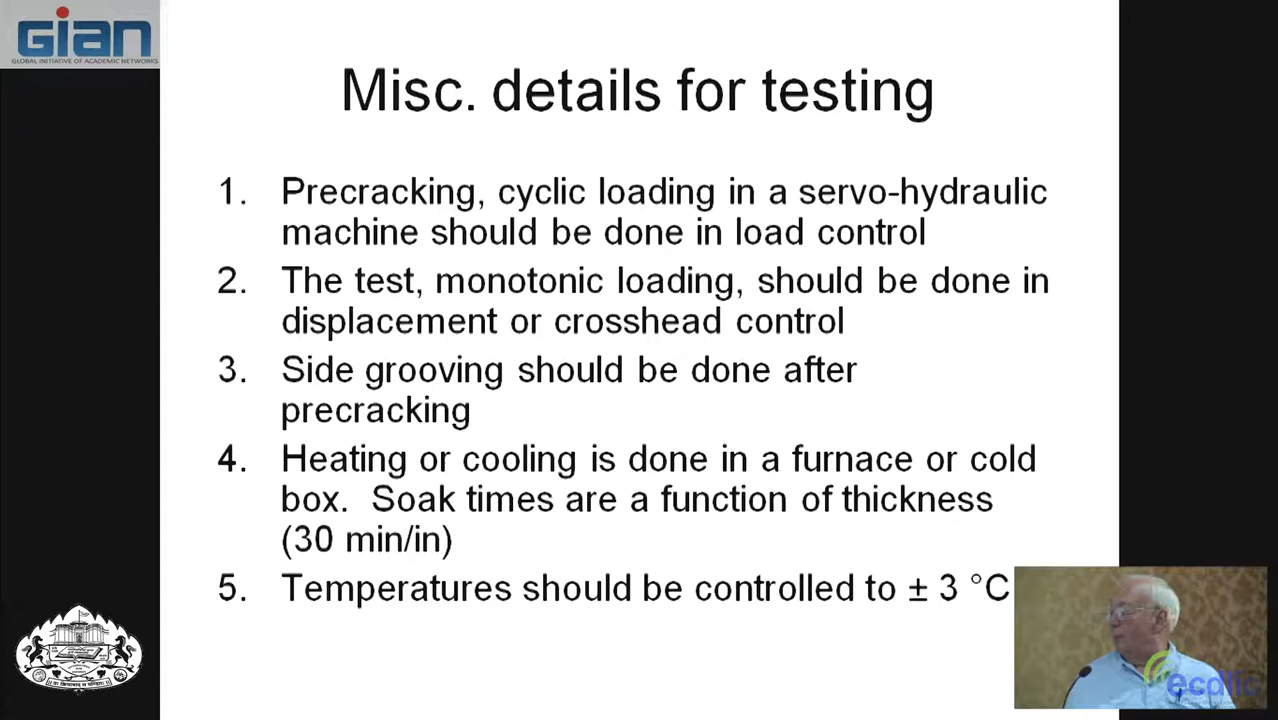 GIAN
GLOBAL INITIATIVE OF ACADEMIC NETWORKS
Misc. details for testing
1. Precracking, cyclic loading in a servo-hydraulic
machine should be done in load control
2. The test, monotonic loading, should be done in
displacement or crosshead control
3. Side grooving should be done after
precracking
4. Heating or cooling is done in a furnace or cold
box. Soak times are a function of thickness
(30 min/in)
5. Temperatures should be controlled to ± 3 °C